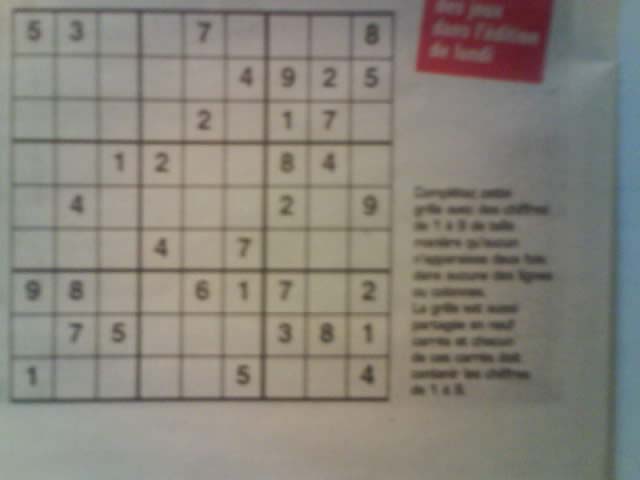 des jeux
dans l'édition
de lundi
5 3 7 8
4 9 2 5
2 1 7
1 2 8 4
4 2 9
4 7
9 8 6 1 7 2
7 5 3 8 1
1 5 4
Complétez cette
grille avec des chiffres
de 1 à 9 de telle
manière qu'aucun
n'apparaisse deux fois
dans aucune des lignes
ou colonnes.
La grille est aussi
partagée en neuf
carrés et chacun
de ces carrés doit
contenir les chiffres
de 1 à 9.